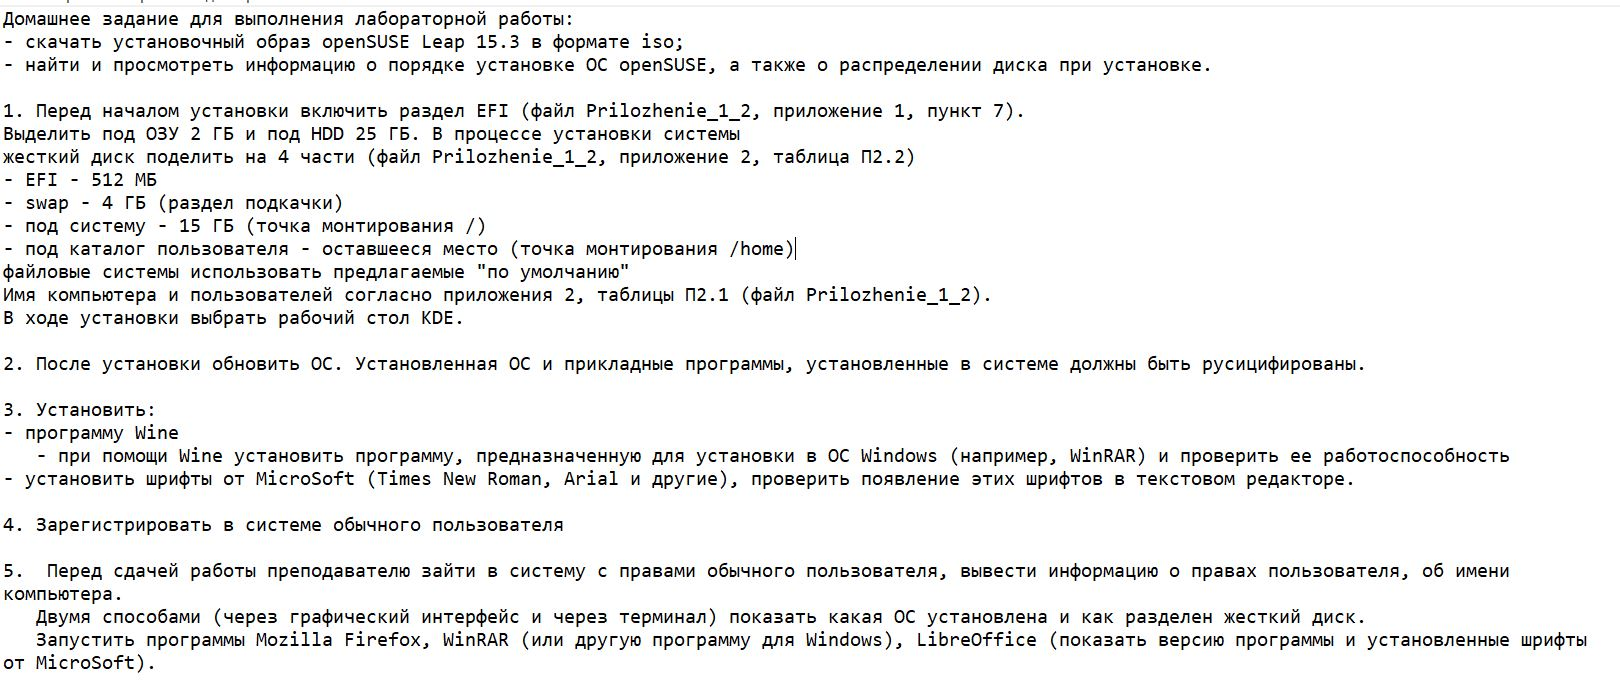 Домашнее задание для выполнения лабораторной работы:
- скачать установочный образ openSUSE Leap 15.3 в формате iso;
- найти и просмотреть информацию о порядке установке ОС openSUSE, а также о распределении диска при установке.
1. Перед началом установки включить раздел EFI (файл Prilozhenie_1_2, приложение 1, пункт 7).
Выделить под ОЗУ 2 ГБ и под HDD 25 ГБ. В процессе установки системы
жесткий диск поделить на 4 части (файл Prilozhenie_1_2, приложение 2, таблица П2.2)
- EFI - 512 МБ
- swap - 4 ГБ (раздел подкачки)
- под систему - 15 ГБ (точка монтирования /)
- под каталог пользователя - оставшееся место (точка монтирования /home)
файловые системы использовать предлагаемые "по умолчанию"
Имя компьютера и пользователей согласно приложения 2, таблицы П2.1 (файл Prilozhenie_1_2).
В ходе установки выбрать рабочий стол KDE.
2. После установки обновить ОС. Установленная ОС и прикладные программы, установленные в системе должны быть русицифированы.
3. Установить:
- программу Wine
- при помощи Wine установить программу, предназначенную для установки в ОС Windows (например, WinRAR) и проверить ее работоспособность
- установить шрифты от MicroSoft (Times New Roman, Arial и другие), проверить появление этих шрифтов в текстовом редакторе.
4. Зарегистрировать в системе обычного пользователя
5.  Перед сдачей работы преподавателю зайти в систему с правами обычного пользователя, вывести информацию о правах пользователя, об имени
компьютера.
Двумя способами (через графический интерфейс и через терминал) показать какая ОС установлена и как разделен жесткий диск.
Запустить программы Mozilla Firefox, WinRAR (или другую программу для Windows), LibreOffice (показать версию программы и установленные шрифты
от MicroSoft).